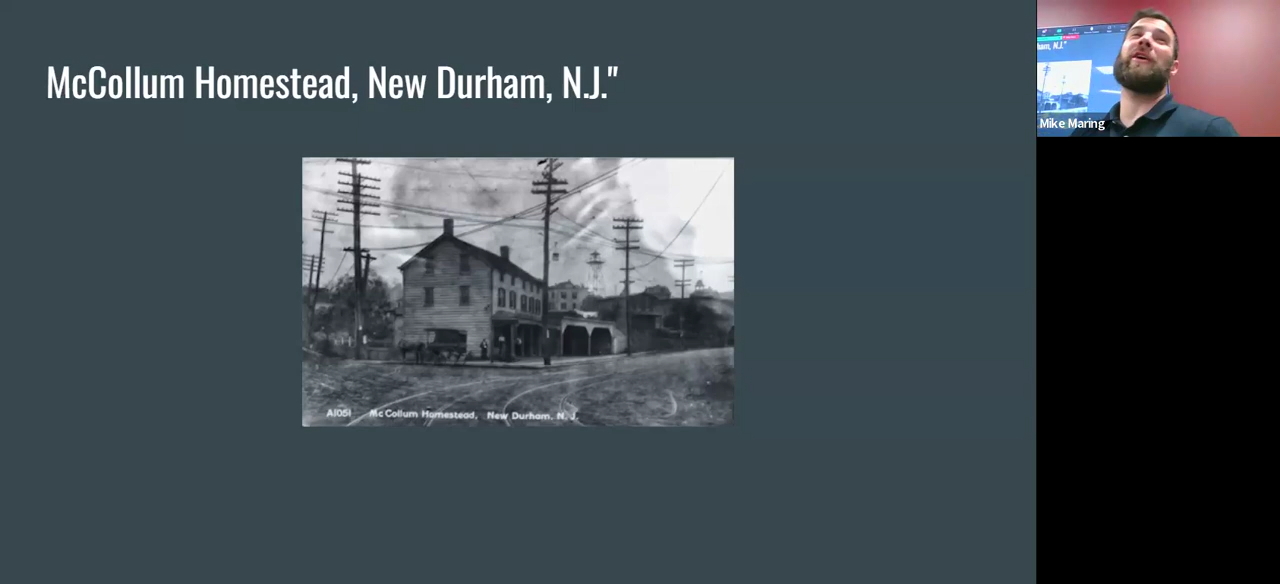 McCollum Homestead, New Durham, N.J."
A1051 McCollum Homestead, New Durham, N. J.
Mike Maring